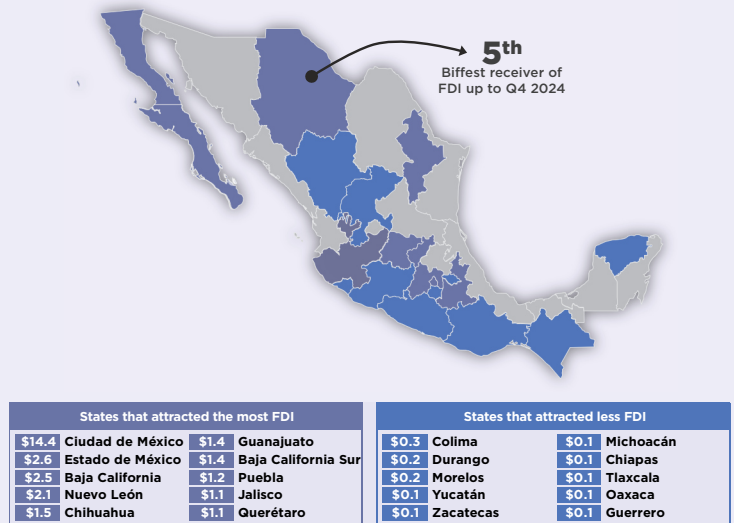 5th
Biffest receiver of
FDI up to Q4 2024
States that attracted the most FDI
$14.4 Ciudad de México $1.4 Guanajuato
$2.6 Estado de México $1.4 Baja California Sur
$2.5 Baja California $1.2 Puebla
$2.1 Nuevo León $1.1 Jalisco
$1.5 Chihuahua $1.1 Querétaro
States that attracted less FDI
$0.3 Colima $0.1 Michoacán
$0.2 Durango $0.1 Chiapas
$0.2 Morelos $0.1 Tlaxcala
$0.1 Yucatán $0.1 Oaxaca
$0.1 Zacatecas $0.1 Guerrero